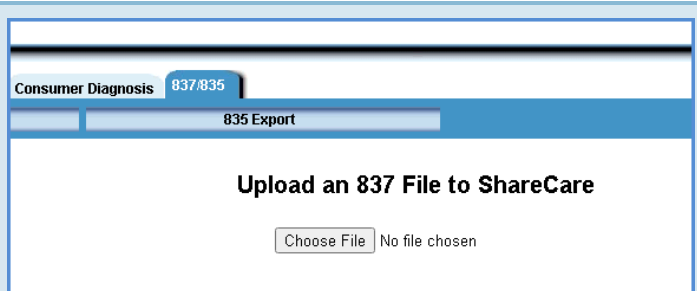 Consumer Diagnosis 837/835
835 Export
Upload an 837 File to ShareCare
Choose File No file chosen